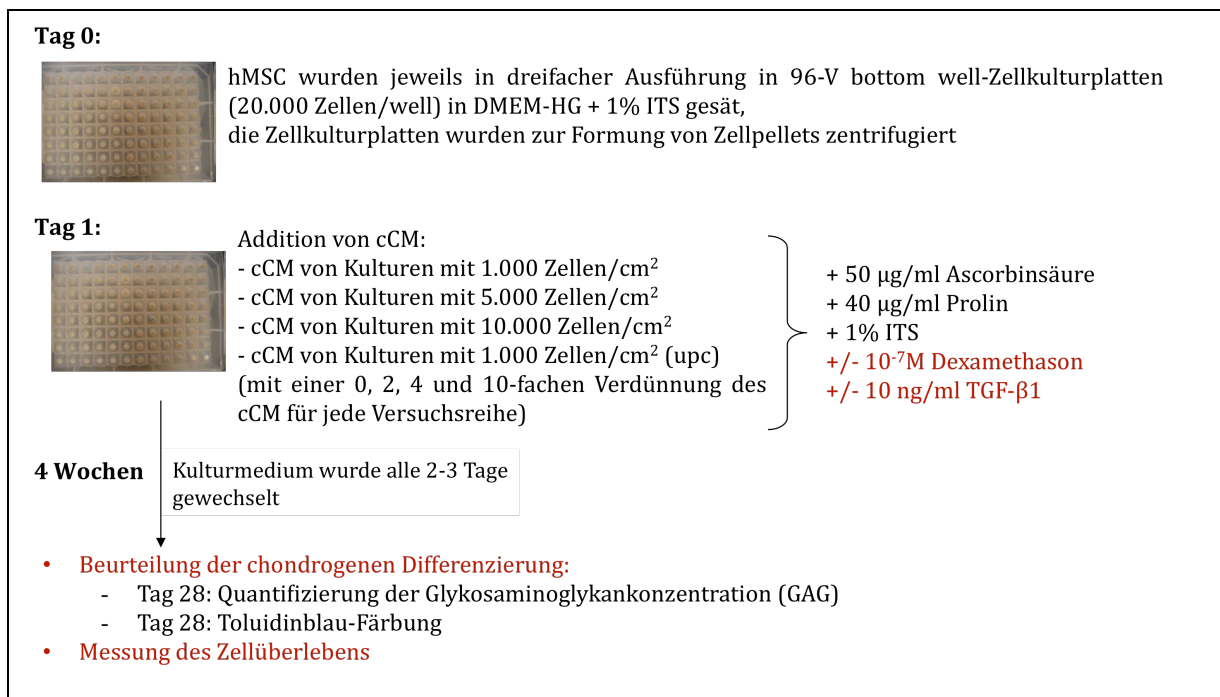 Tag 0:
hMSC wurden jeweils in dreifacher Ausführung in 96-V bottom well-Zellkulturplatten
(20.000 Zellen/well) in DMEM-HG + 1% ITS gesät,
die Zellkulturplatten wurden zur Formung von Zellpellets zentrifugiert
Tag 1:
Addition von cCM:
- cCM von Kulturen mit 1.000 Zellen/cm²
- cCM von Kulturen mit 5.000 Zellen/cm²
- cCM von Kulturen mit 10.000 Zellen/cm²
- cCM von Kulturen mit 1.000 Zellen/cm² (upc)
(mit einer 0, 2, 4 und 10-fachen Verdünnung des
cCM für jede Versuchsreihe)
+ 50 µg/ml Ascorbinsäure
+ 40 µg/ml Prolin
+ 1% ITS
+/- 10⁻⁷M Dexamethason
+/- 10 ng/ml TGF-β1
4 Wochen
Kulturmedium wurde alle 2-3 Tage
gewechselt
• Beurteilung der chondrogenen Differenzierung:
- Tag 28: Quantifizierung der Glykosaminoglykankonzentration (GAG)
- Tag 28: Toluidinblau-Färbung
• Messung des Zellüberlebens